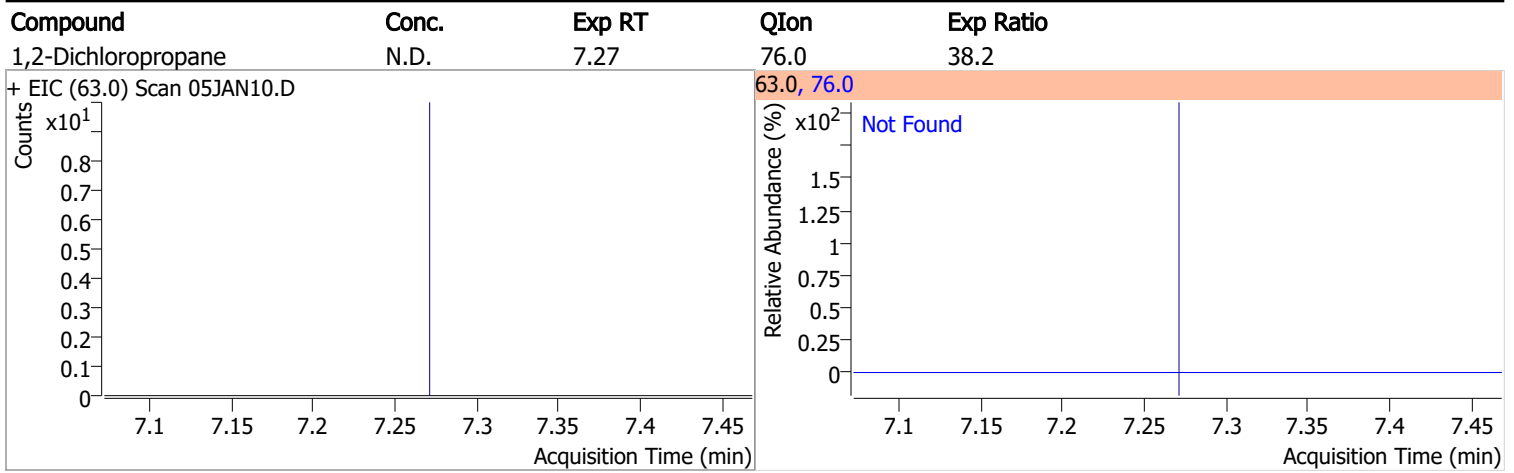 Compound Conc. Exp RT QIon Exp Ratio
1,2-Dichloropropane N.D. 7.27 76.0 38.2
+ EIC (63.0) Scan 05JAN10.D
Counts
x10¹
0.8
0.7
0.6
0.5
0.4
0.3
0.2
0.1
0
7.1 7.15 7.2 7.25 7.3 7.35 7.4 7.45
Acquisition Time (min)
63.0, 76.0
Relative Abundance (%)
x10²
Not Found
1.5
1.25
1
0.75
0.5
0.25
0
7.1 7.15 7.2 7.25 7.3 7.35 7.4 7.45
Acquisition Time (min)